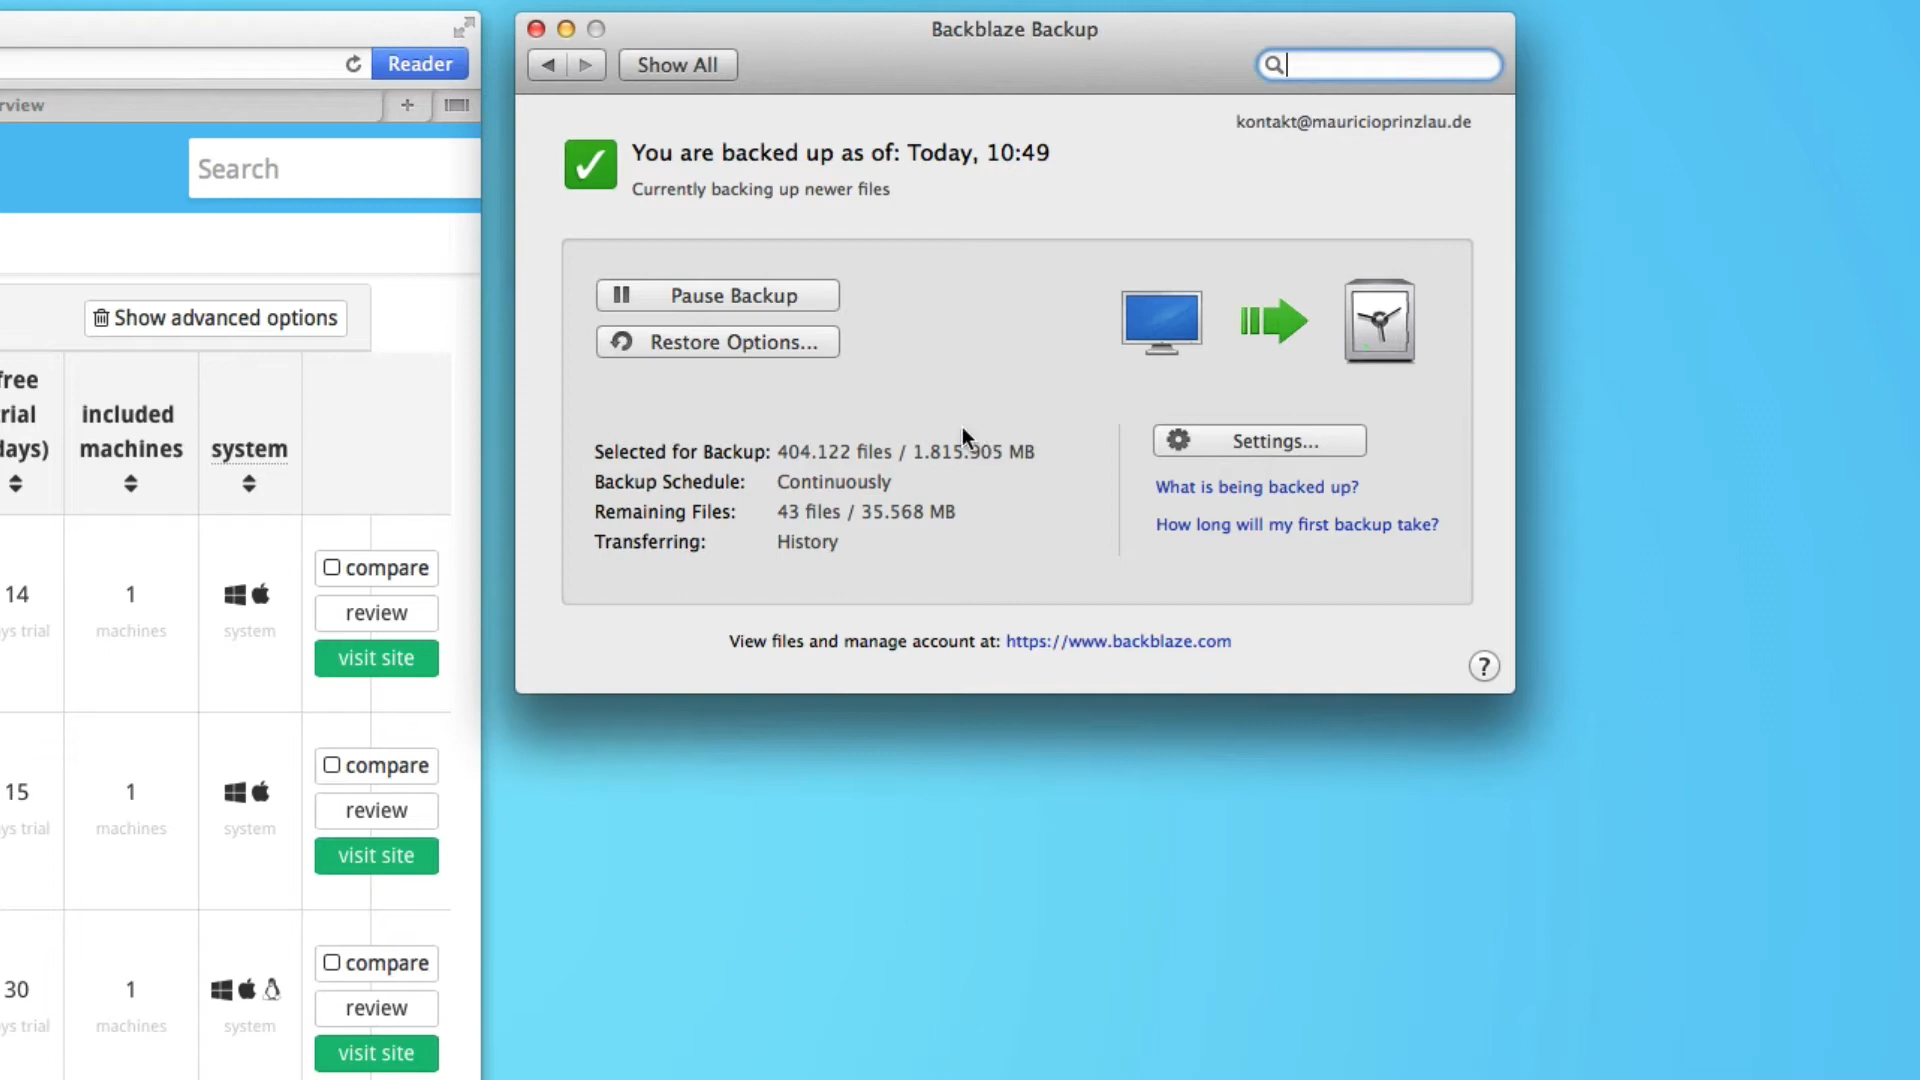 Reader
rview
Search
Show advanced options
free
rial
days)
included
machines
system
14
ys trial
1
machines
system
compare
review
visit site
15
ys trial
1
machines
system
compare
review
visit site
30
ys trial
1
machines
system
compare
review
visit site
Backblaze Backup
Show All
kontakt@mauricioprinzlau.de
You are backed up as of: Today, 10:49
Currently backing up newer files
Pause Backup
Restore Options...
Selected for Backup: 404.122 files / 1.815.905 MB
Backup Schedule: Continuously
Remaining Files: 43 files / 35.568 MB
Transferring: History
Settings...
What is being backed up?
How long will my first backup take?
View files and manage account at: https://www.backblaze.com
?